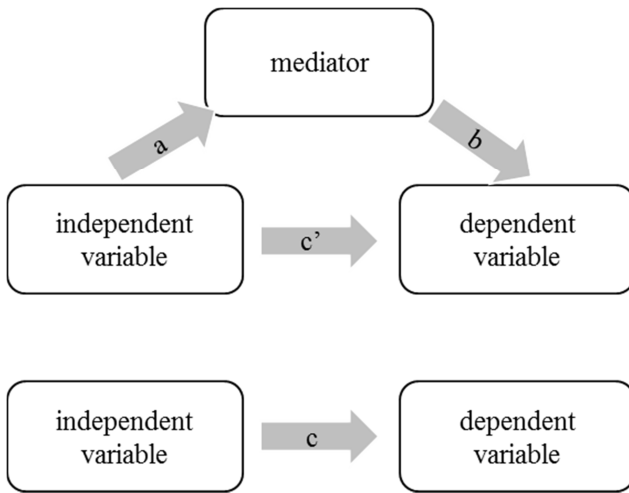 mediator
a
b
independent
variable
c’
dependent
variable
independent
variable
c
dependent
variable